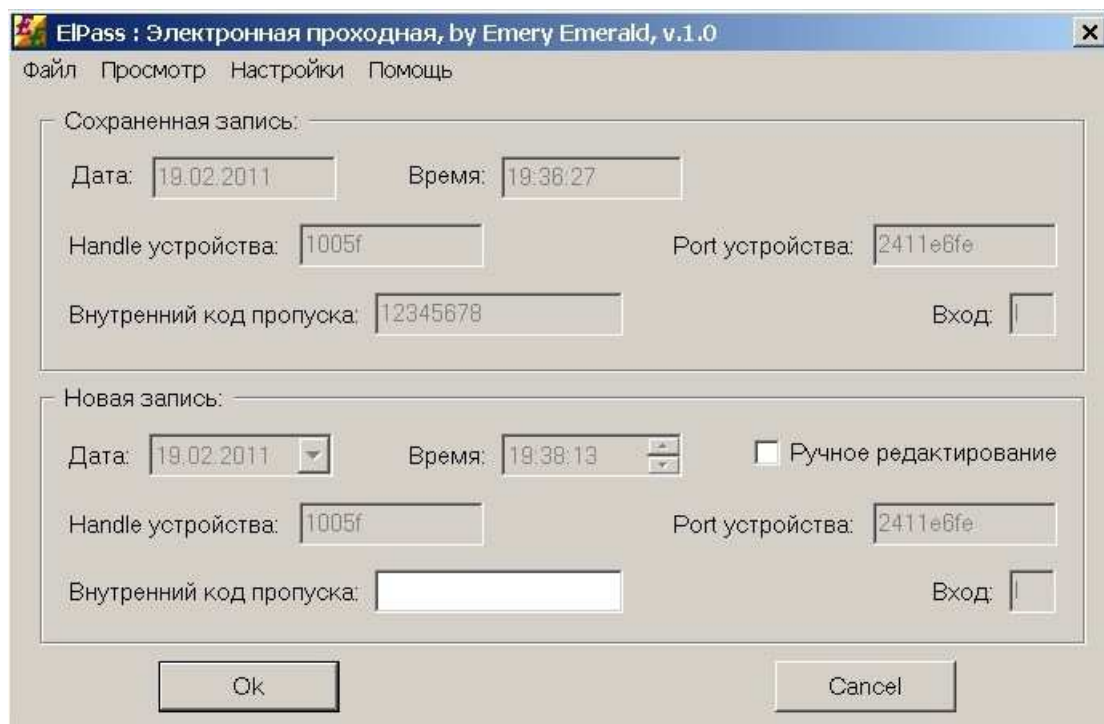 ElPass : Электронная проходная, by Emery Emerald, v.1.0
Файл Просмотр Настройки Помощь
Сохраненная запись:
Дата: 19.02.2011 Время: 19:36:27
Handle устройства: 1005f Port устройства: 2411e6fe
Внутренний код пропуска: 12345678 Вход: I
Новая запись:
Дата: 19.02.2011 Время: 19:38:13 Ручное редактирование
Handle устройства: 1005f Port устройства: 2411e6fe
Внутренний код пропуска: Вход: I
Ok Cancel